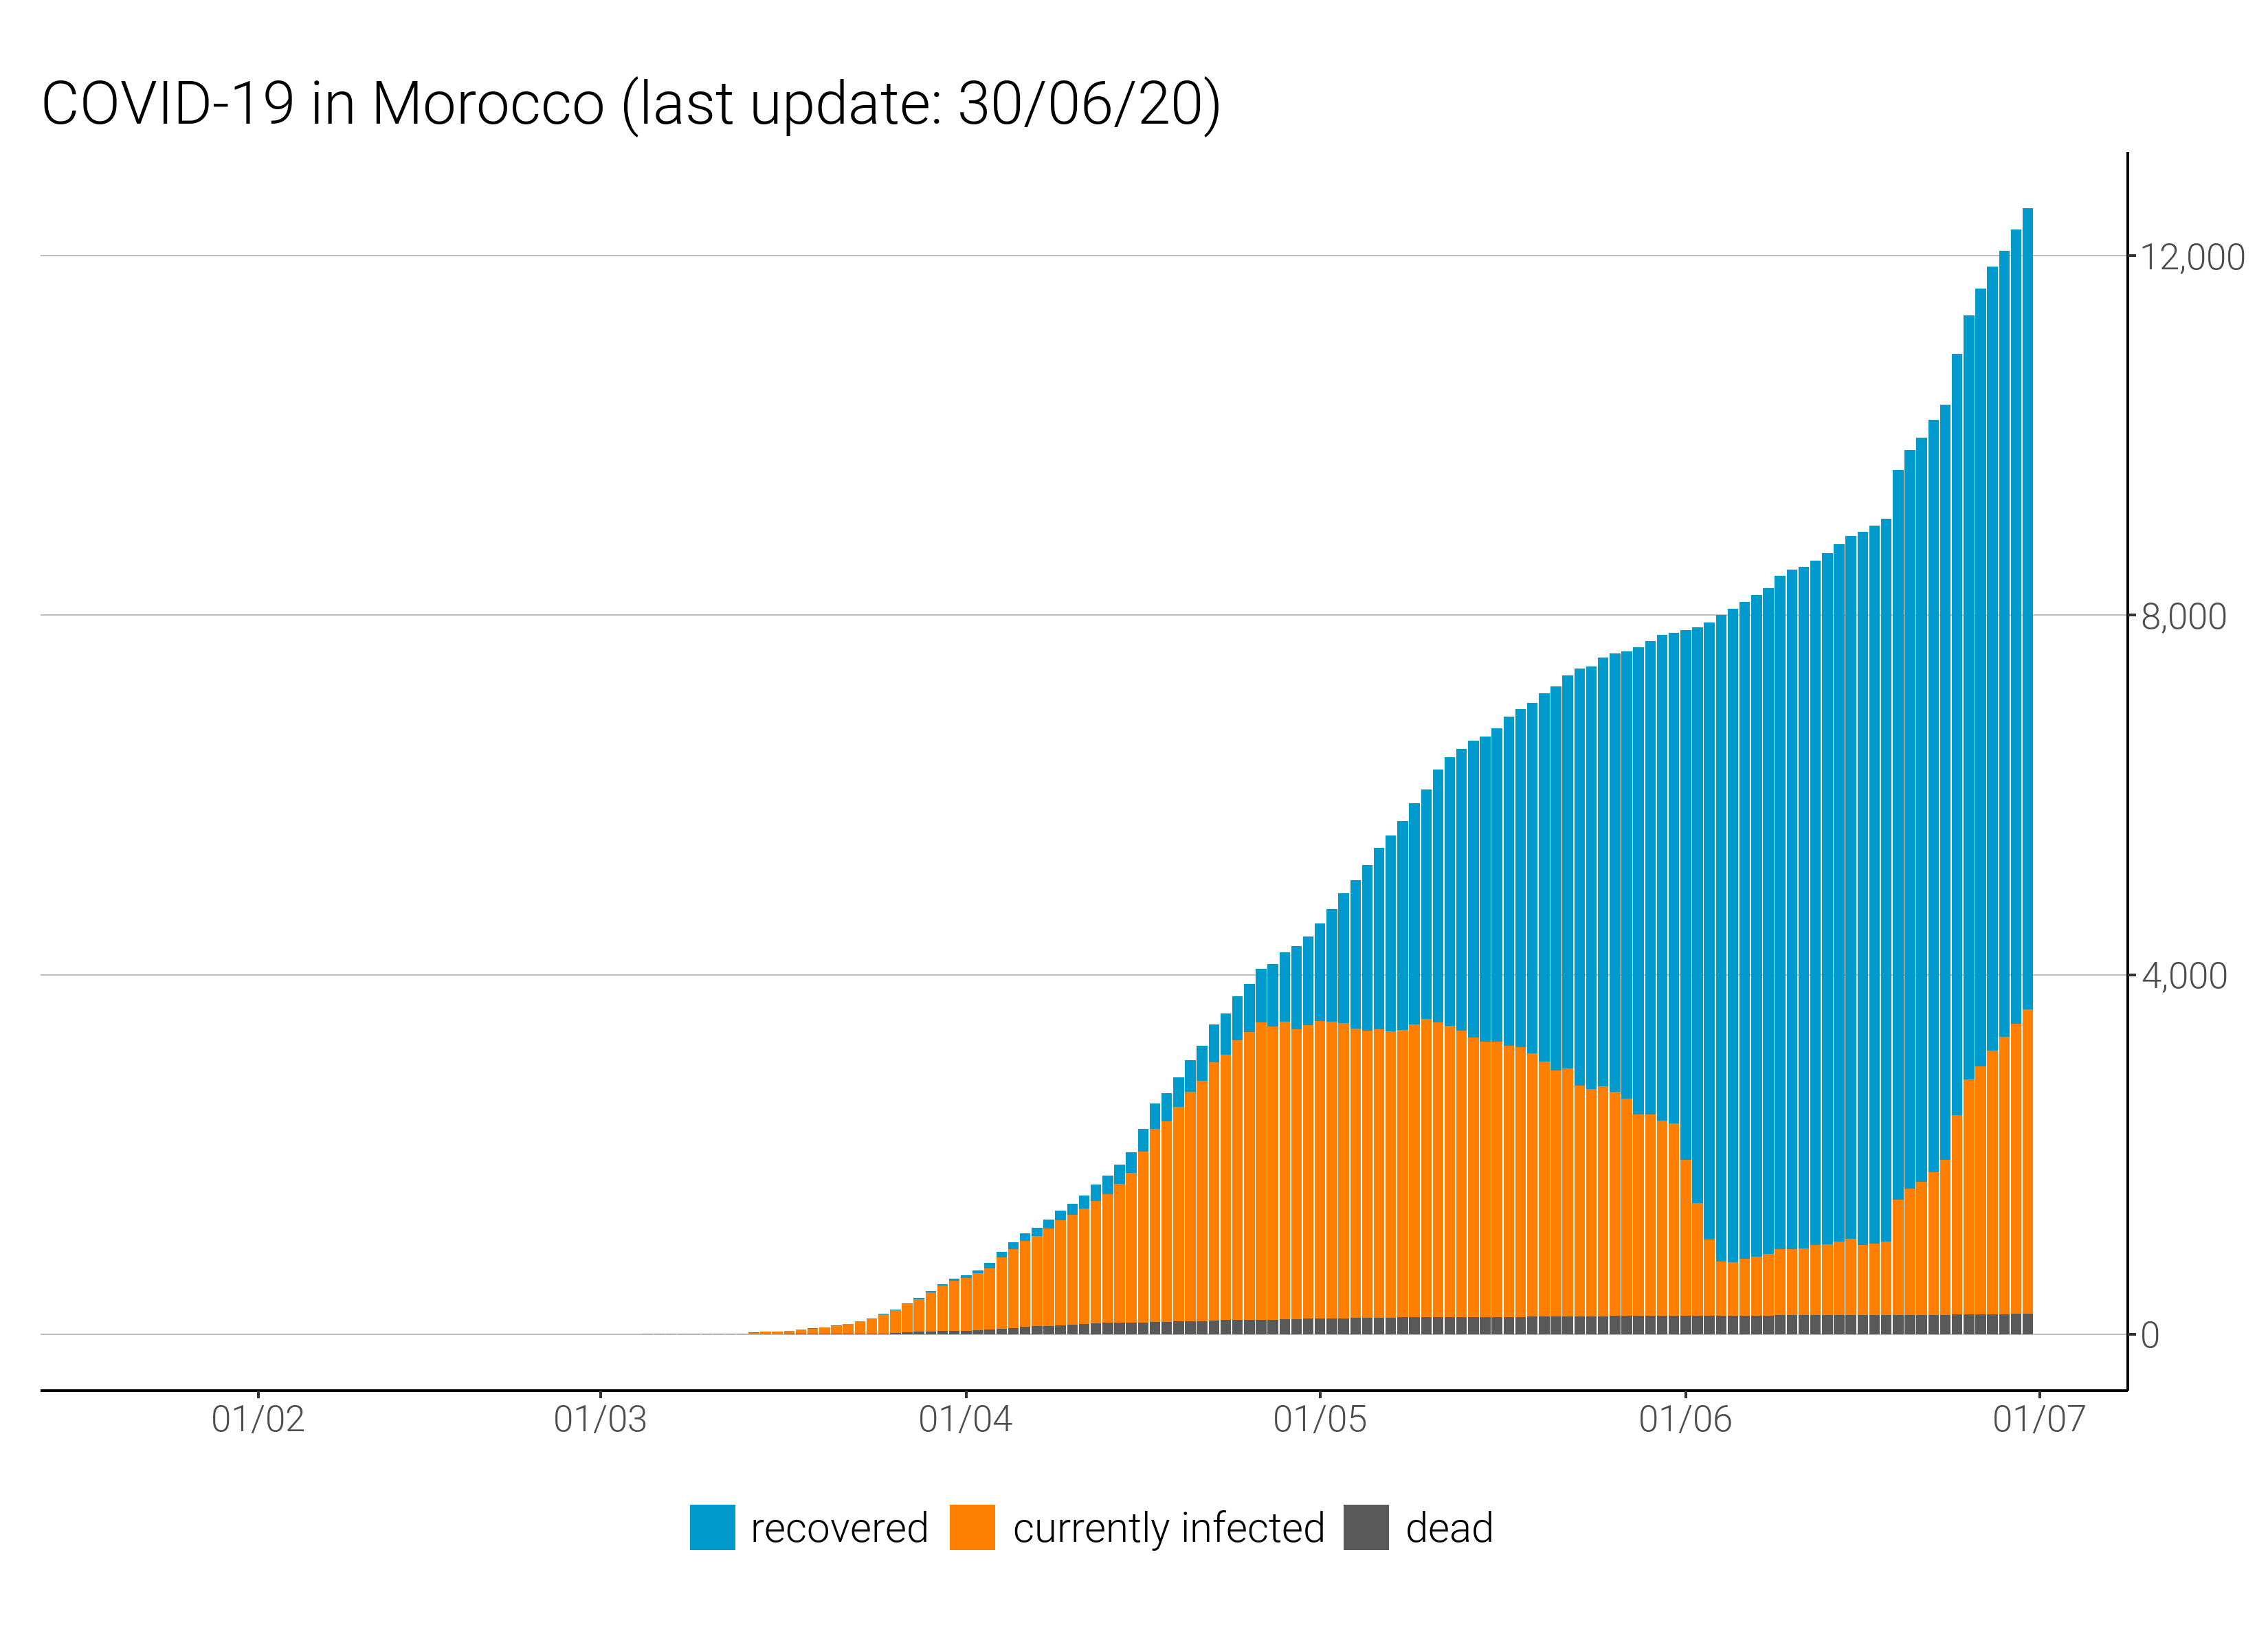 COVID-19 in Morocco (last update: 30/06/20)
12,000
8,000
4,000
0
01/02 01/03 01/04 01/05 01/06 01/07
recovered currently infected dead